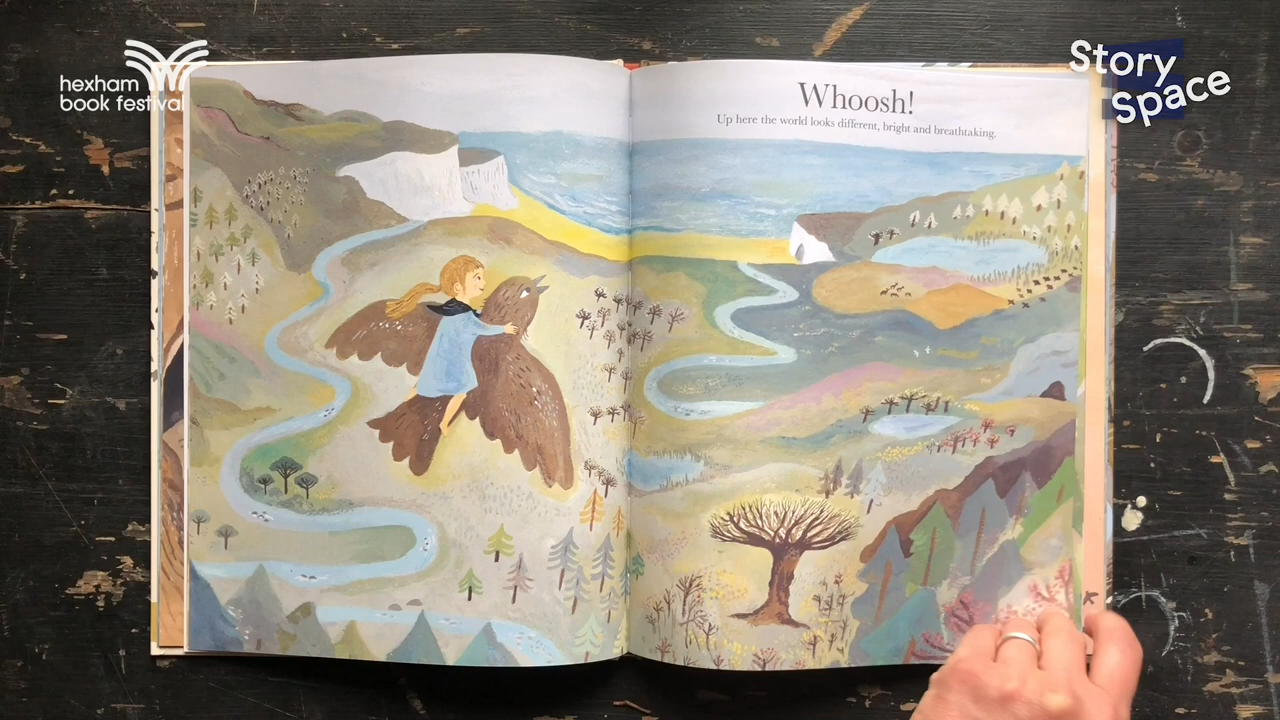 hexham
book festival
Story
Space
Whoosh!
Up here the world looks different, bright and breathtaking.